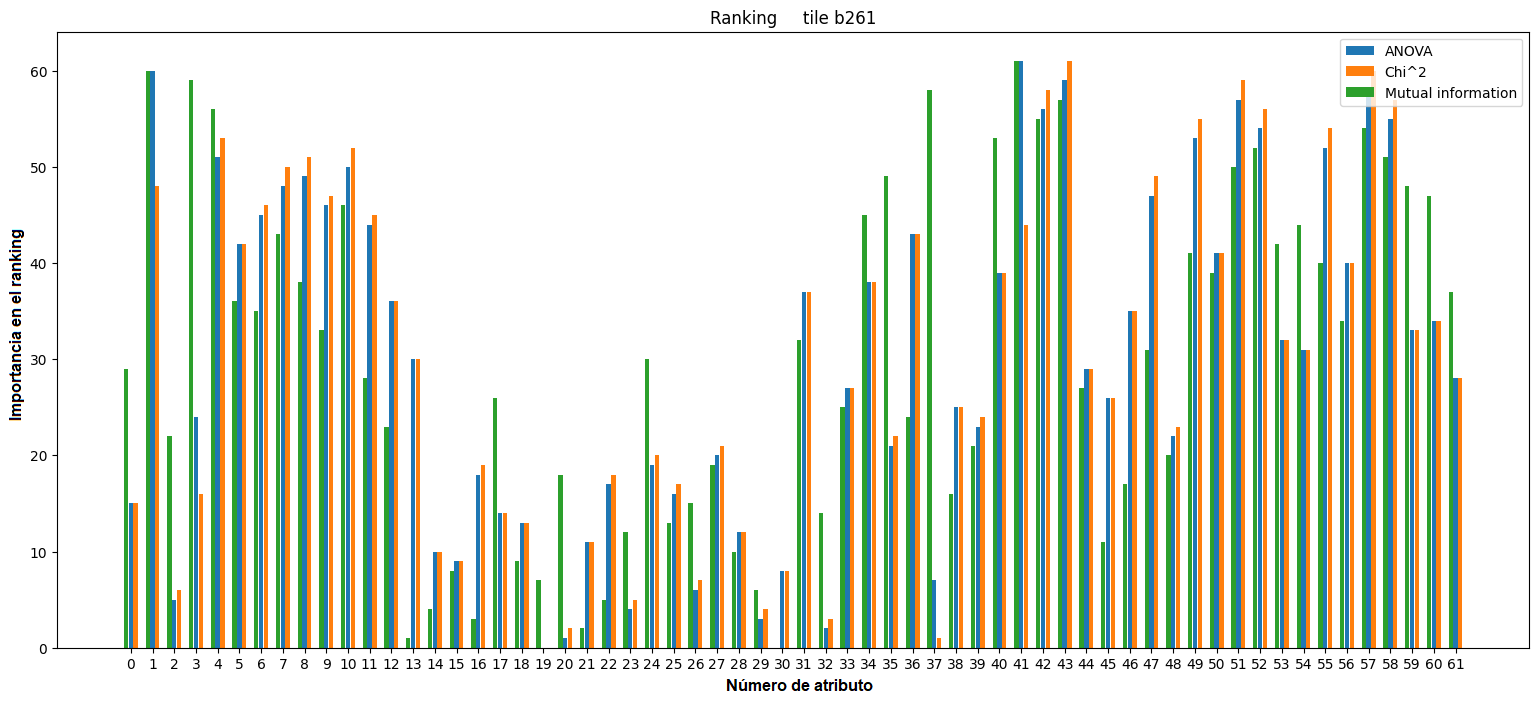 Ranking     tile b261
ANOVA
Chi^2
Mutual information
Importancia en el ranking
60
50
40
30
20
10
0
0 1 2 3 4 5 6 7 8 9 10 11 12 13 14 15 16 17 18 19 20 21 22 23 24 25 26 27 28 29 30 31 32 33 34 35 36 37 38 39 40 41 42 43 44 45 46 47 48 49 50 51 52 53 54 55 56 57 58 59 60 61
Número de atributo